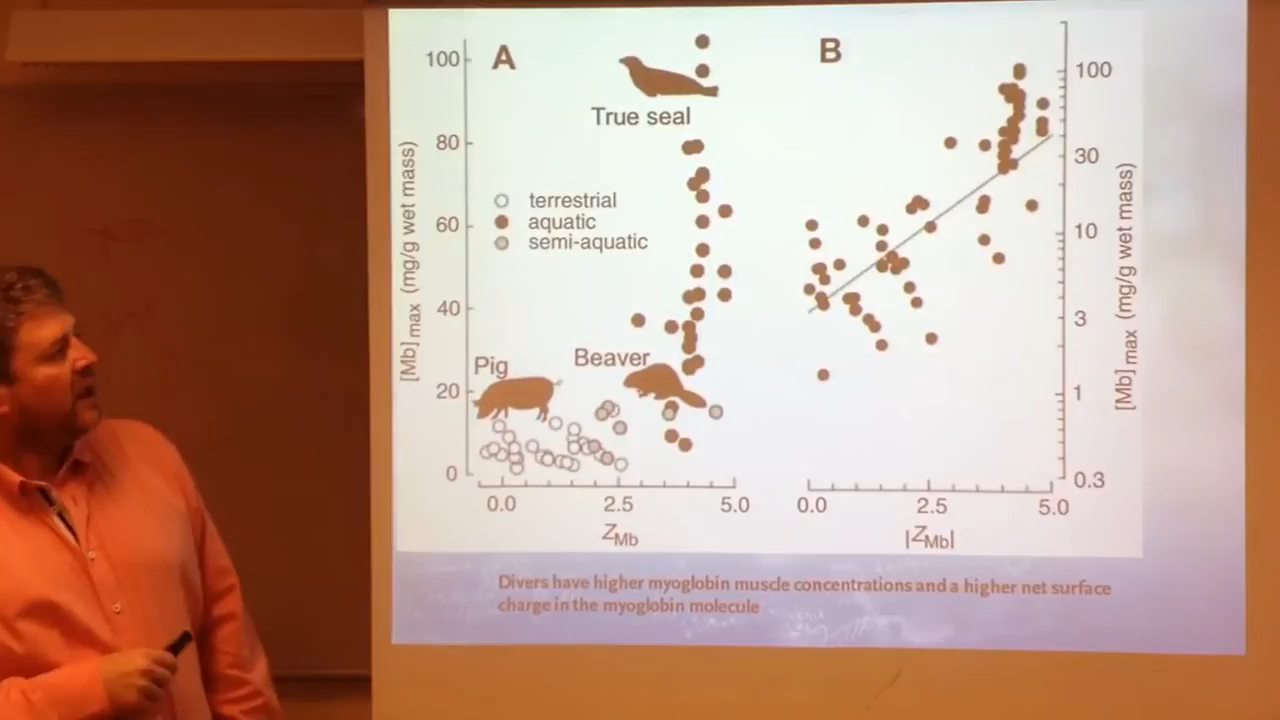 A
B
100
80
60
40
20
0
[Mb]max (mg/g wet mass)
True seal
terrestrial
aquatic
semi-aquatic
Pig
Beaver
0.0 2.5 5.0
ZMb
100
30
10
3
1
0.3
[Mb]max (mg/g wet mass)
0.0 2.5 5.0
|ZMb|
Divers have higher myoglobin muscle concentrations and a higher net surface
charge in the myoglobin molecule